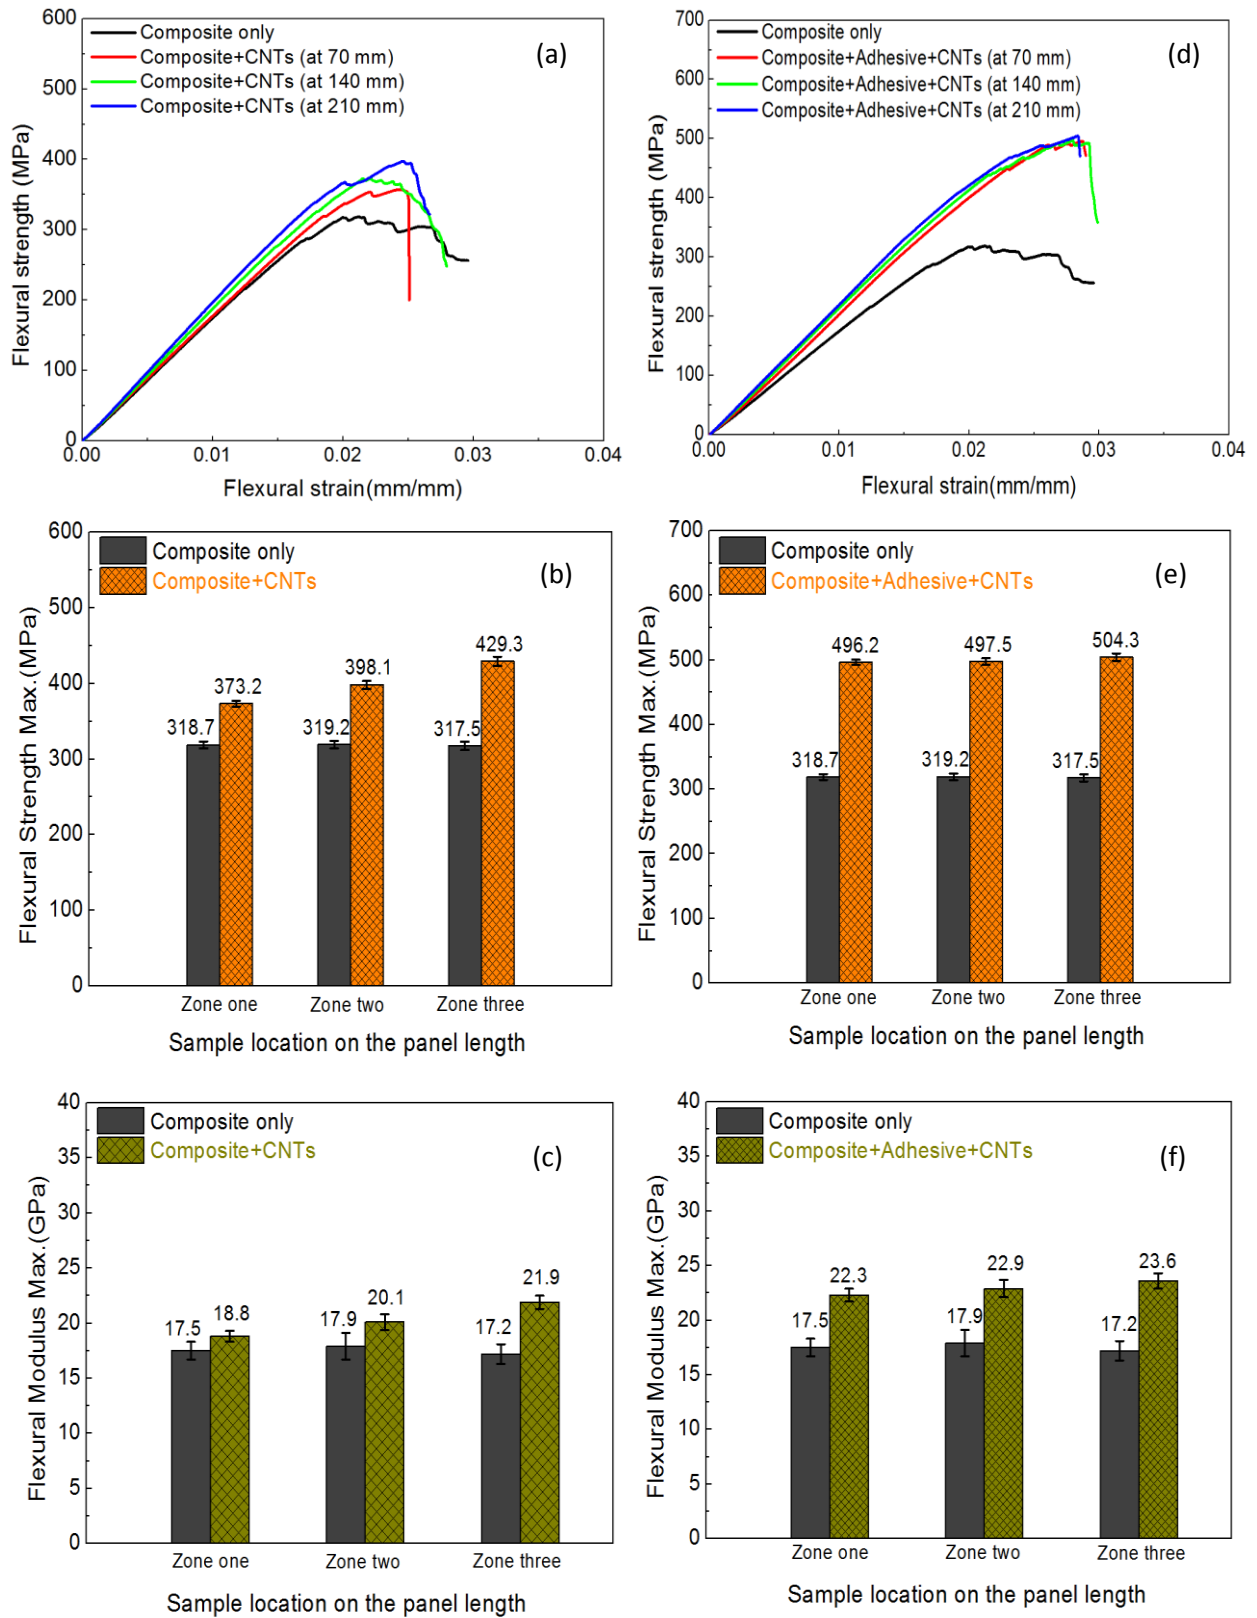 600
500
400
300
200
100
0
Flexural strength (MPa)
Composite only
Composite+CNTs (at 70 mm)
Composite+CNTs (at 140 mm)
Composite+CNTs (at 210 mm)
(a)
0.00 0.01 0.02 0.03 0.04
Flexural strain(mm/mm)
700
600
500
400
300
200
100
0
Flexural strength (MPa)
Composite only
Composite+Adhesive+CNTs (at 70 mm)
Composite+Adhesive+CNTs (at 140 mm)
Composite+Adhesive+CNTs (at 210 mm)
(d)
0.00 0.01 0.02 0.03 0.04
Flexural strain(mm/mm)
600
500
400
300
200
100
0
Flexural Strength Max.(MPa)
Composite only
Composite+CNTs
(b)
318.7 373.2 319.2 398.1 317.5 429.3
Zone one Zone two Zone three
Sample location on the panel length
700
600
500
400
300
200
100
0
Flexural Strength Max.(MPa)
Composite only
Composite+Adhesive+CNTs
(e)
318.7 496.2 319.2 497.5 317.5 504.3
Zone one Zone two Zone three
Sample location on the panel length
40
35
30
25
20
15
10
5
0
Flexural Modulus Max.(GPa)
Composite only
Composite+CNTs
(c)
17.5 18.8 17.9 20.1 17.2 21.9
Zone one Zone two Zone three
Sample location on the panel length
40
35
30
25
20
15
10
5
0
Flexural Modulus Max.(GPa)
Composite only
Composite+Adhesive+CNTs
(f)
17.5 22.3 17.9 22.9 17.2 23.6
Zone one Zone two Zone three
Sample location on the panel length